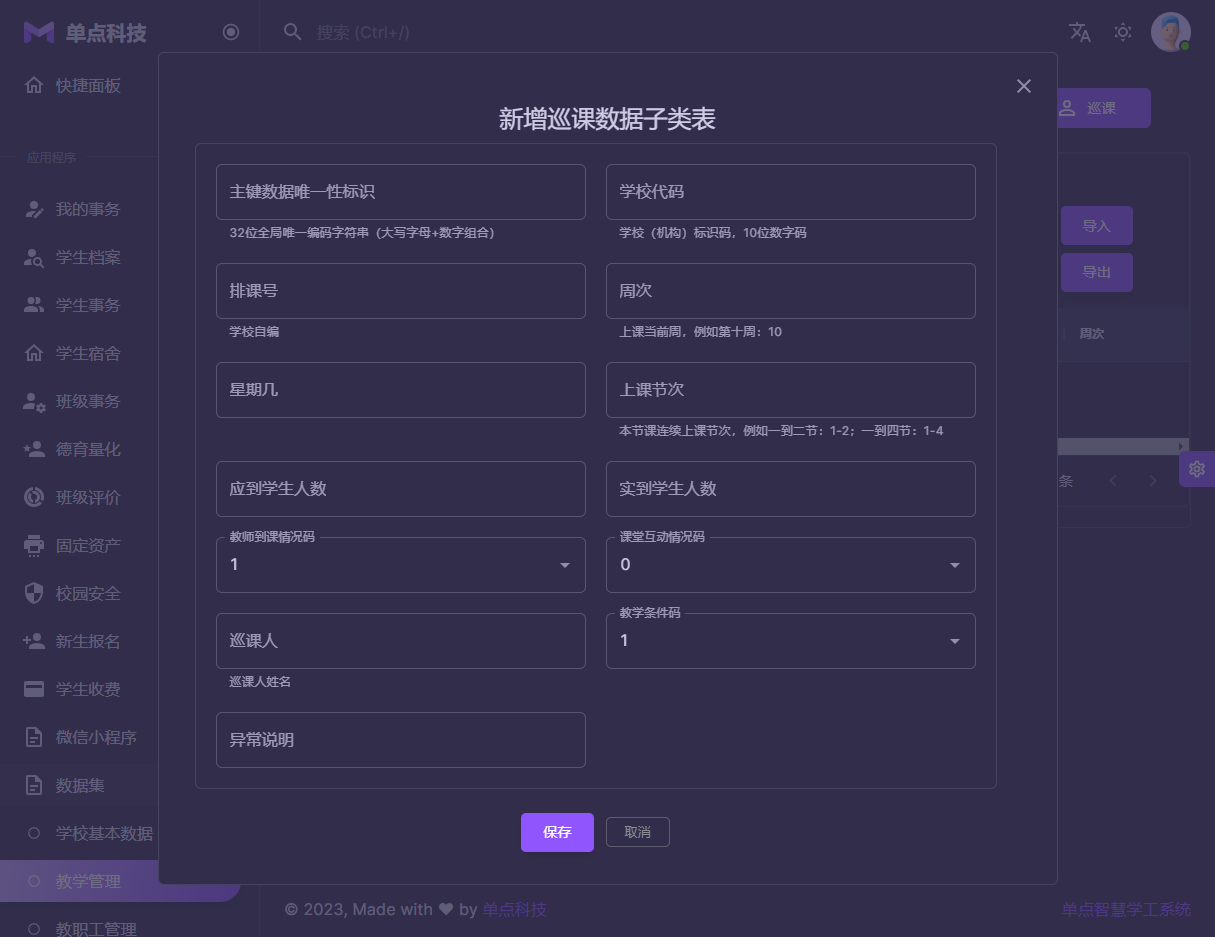 单点科技
搜索 (Ctrl+/)
快捷面板
应用程序
我的事务
学生档案
学生事务
学生宿舍
班级事务
德育量化
班级评价
固定资产
校园安全
新生报名
学生收费
微信小程序
数据集
学校基本数据
教学管理
教职工管理
巡课
导入
导出
周次
条
新增巡课数据子类表
主键数据唯一性标识
32位全局唯一编码字符串（大写字母+数字组合）
学校代码
学校（机构）标识码，10位数字码
排课号
学校自编
周次
上课当前周，例如第十周：10
星期几
上课节次
本节课连续上课节次，例如一到二节：1-2；一到四节：1-4
应到学生人数
实到学生人数
教师到课情况码
1
课堂互动情况码
0
巡课人
巡课人姓名
教学条件码
1
异常说明
保存
取消
© 2023, Made with ❤ by 单点科技
单点智慧学工系统